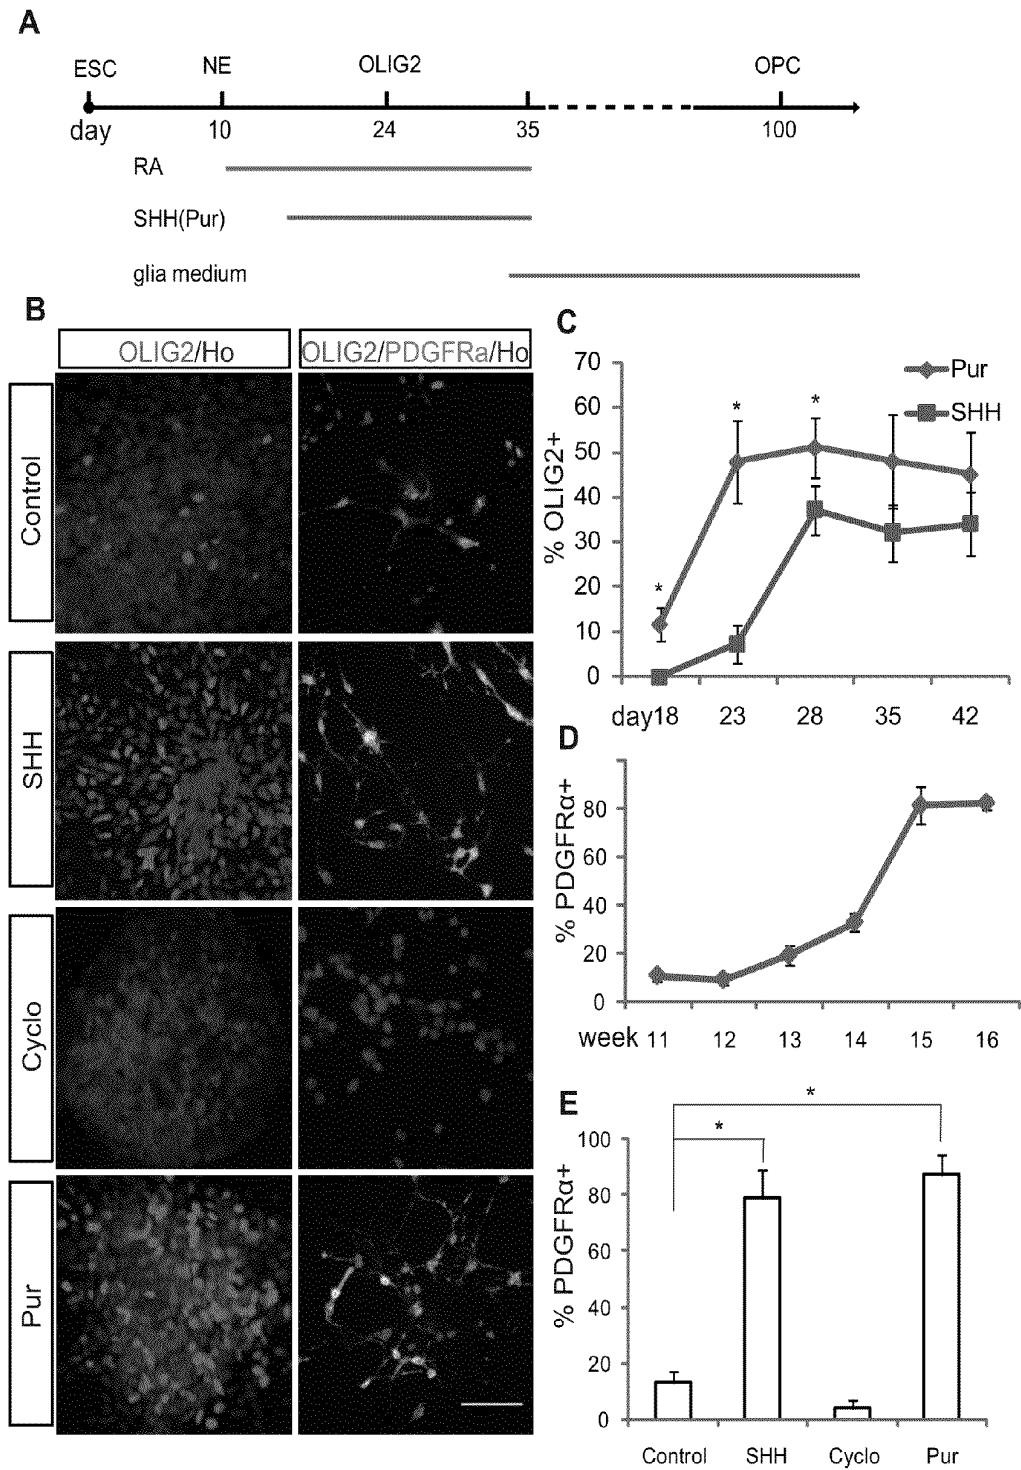 A
ESC NE OLIG2 OPC
day 10 24 35 100
RA
SHH(Pur)
glia medium
B
OLIG2/Ho OLIG2/PDGFRa/Ho
Control
SHH
Cyclo
Pur
C
% OLIG2+
70
60
50
40
30
20
10
0
* * *
Pur
SHH
day18 23 28 35 42
D
% PDGFRα+
80
60
40
20
0
week 11 12 13 14 15 16
E
% PDGFRα+
*
*
100
80
60
40
20
0
Control SHH Cyclo Pur